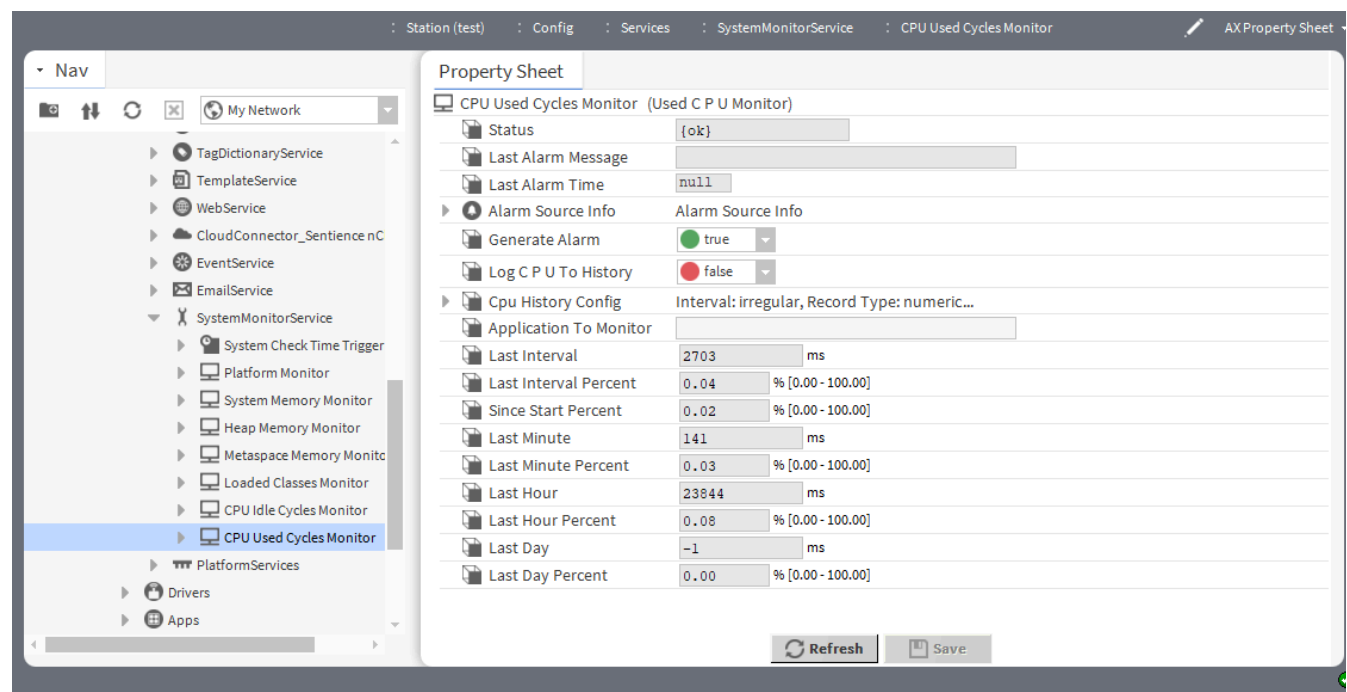 : Station (test) : Config : Services : SystemMonitorService : CPU Used Cycles Monitor AX Property Sheet
Nav
My Network
TagDictionaryService
TemplateService
WebService
CloudConnector_Sentience nC
EventService
EmailService
SystemMonitorService
System Check Time Trigger
Platform Monitor
System Memory Monitor
Heap Memory Monitor
Metaspace Memory Monitc
Loaded Classes Monitor
CPU Idle Cycles Monitor
CPU Used Cycles Monitor
PlatformServices
Drivers
Apps
Property Sheet
CPU Used Cycles Monitor (Used C P U Monitor)
Status {ok}
Last Alarm Message
Last Alarm Time null
Alarm Source Info Alarm Source Info
Generate Alarm true
Log C P U To History false
Cpu History Config Interval: irregular, Record Type: numeric...
Application To Monitor
Last Interval 2703 ms
Last Interval Percent 0.04 % [0.00 - 100.00]
Since Start Percent 0.02 % [0.00 - 100.00]
Last Minute 141 ms
Last Minute Percent 0.03 % [0.00 - 100.00]
Last Hour 23844 ms
Last Hour Percent 0.08 % [0.00 - 100.00]
Last Day -1 ms
Last Day Percent 0.00 % [0.00 - 100.00]
Refresh Save